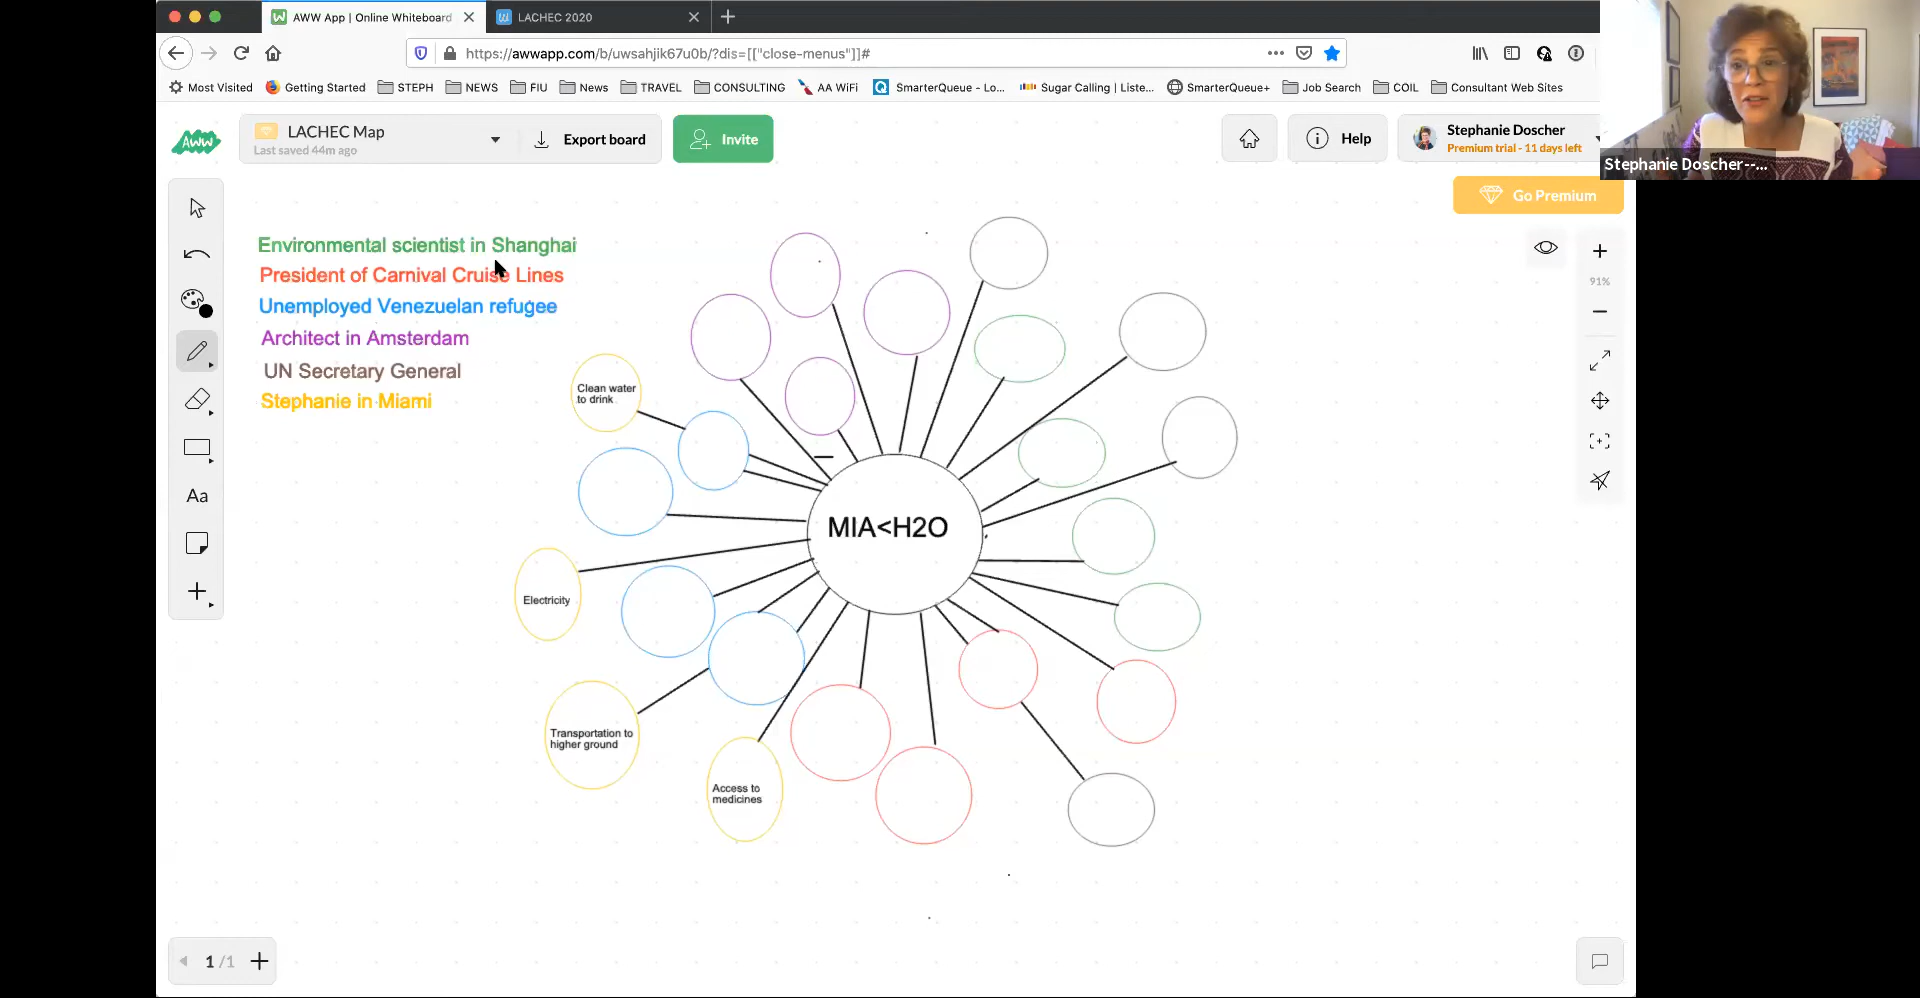 AWW App | Online Whiteboard
LACHEC 2020
https://awwapp.com/b/uwsahjik67u0b/?dis=[["close-menus"]]#
Most Visited
Getting Started
STEPH
NEWS
FIU
News
TRAVEL
CONSULTING
AA WiFi
SmarterQueue - Lo...
Sugar Calling | Liste...
SmarterQueue+
Job Search
COIL
Consultant Web Sites
AWW
LACHEC Map
Last saved 44m ago
Export board
Invite
Help
Stephanie Doscher
Premium trial - 11 days left
Stephanie Doscher--...
Go Premium
91%
Environmental scientist in Shanghai
President of Carnival Cruise Lines
Unemployed Venezuelan refugee
Architect in Amsterdam
UN Secretary General
Stephanie in Miami
Aa
Clean water
to drink
MIA<H2O
Electricity
Transportation to
higher ground
Access to
medicines
1 /1